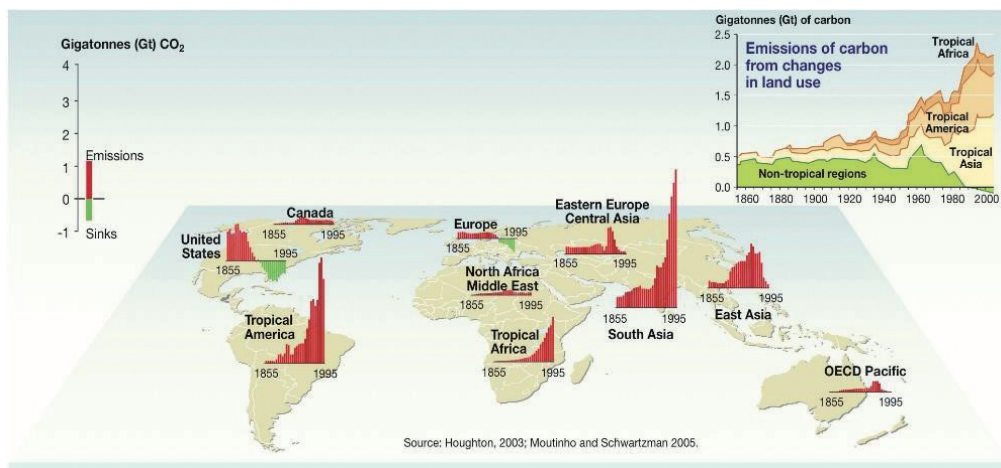 Gigatonnes (Gt) CO₂
4
3
2
1
0
-1
Emissions
Sinks
Gigatonnes (Gt) of carbon
2.5
2.0
1.5
1.0
0.5
0.0
Emissions of carbon
from changes
in land use
Tropical
Africa
Tropical
America
Tropical
Asia
Non-tropical regions
1860 1880 1900 1920 1940 1960 1980 2000
Canada
1855 1995
United
States
1855 1995
Europe
1855 1995
Eastern Europe
Central Asia
1855 1995
North Africa
Middle East
1855 1995
Tropical
America
1855 1995
Tropical
Africa
1855 1995
1855 1995
South Asia
1855 1995
East Asia
OECD Pacific
1855 1995
Source: Houghton, 2003; Moutinho and Schwartzman 2005.